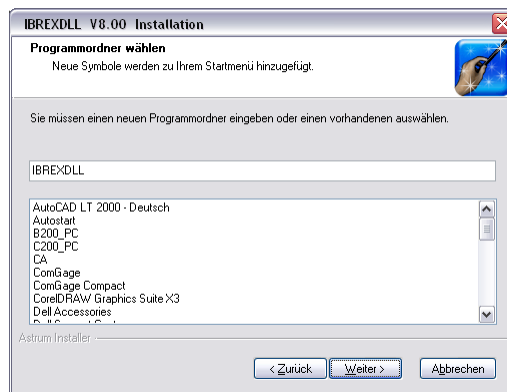 IBREXDLL V8.00 Installation
Programmordner wählen
Neue Symbole werden zu Ihrem Startmenü hinzugefügt.
Sie müssen einen neuen Programmordner eingeben oder einen vorhandenen auswählen.
IBREXDLL
AutoCAD LT 2000 - Deutsch
Autostart
B200_PC
C200_PC
CA
ComGage
ComGage Compact
CorelDRAW Graphics Suite X3
Dell Accessories
Astrum Installer
< Zurück
Weiter >
Abbrechen